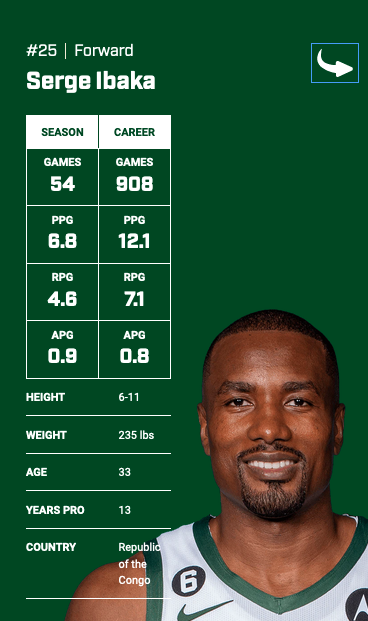 #25 | Forward
Serge Ibaka
SEASON CAREER
GAMES GAMES
54 908
PPG PPG
6.8 12.1
RPG RPG
4.6 7.1
APG APG
0.9 0.8
HEIGHT 6-11
WEIGHT 235 lbs
AGE 33
YEARS PRO 13
COUNTRY Republic
of the
Congo
6